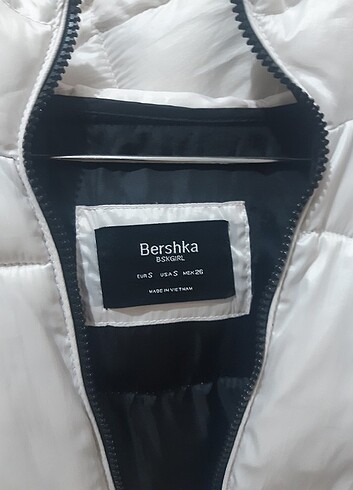 Bershka
BSKGIRL
EUR S USA S MEX 26
MADE IN VIETNAM